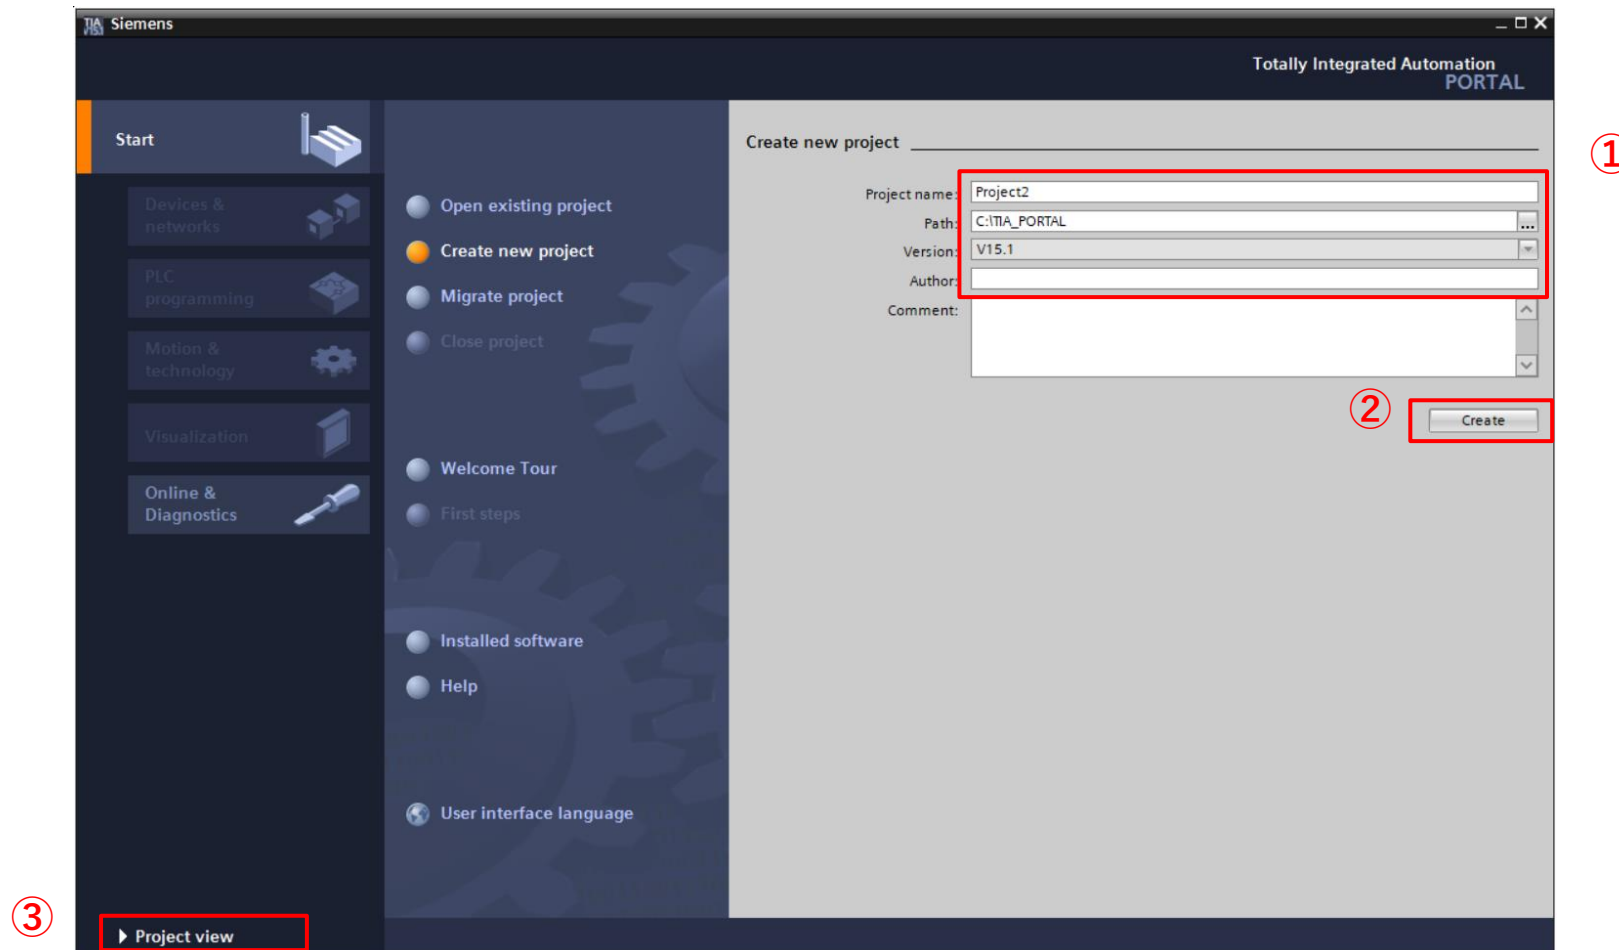 TIA Siemens
Totally Integrated Automation
PORTAL
Start
Devices &
networks
PLC
programming
Motion &
technology
Visualization
Online &
Diagnostics
Open existing project
Create new project
Migrate project
Close project
Welcome Tour
First steps
Installed software
Help
User interface language
Create new project
Project name: Project2
Path: C:\TIA_PORTAL ...
Version: V15.1
Author:
Comment:
①
② Create
③
Project view